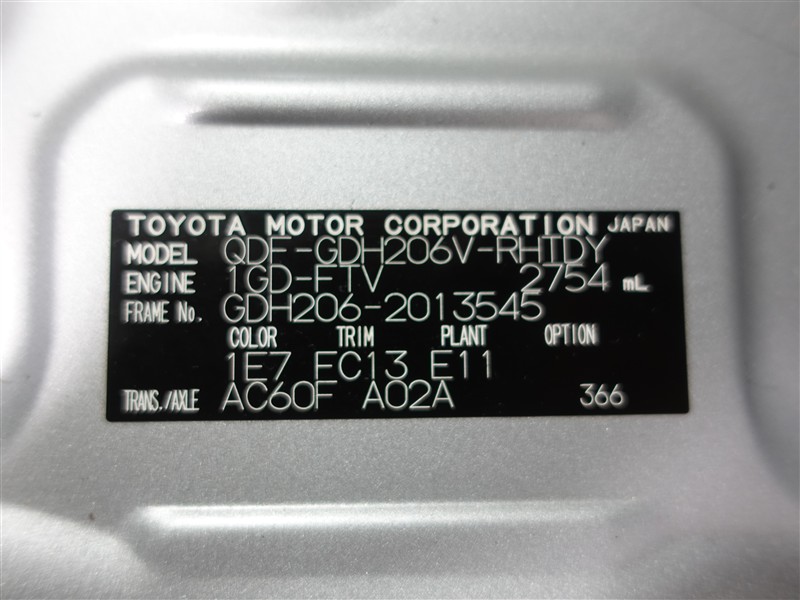 TOYOTA MOTOR CORPORATION JAPAN
MODEL QDF-GDH206V-RHTDY
ENGINE 1GD-FTV 2754 mL
FRAME No. GDH206-2013545
COLOR TRIM PLANT OPTION
1E7 FC13 E11
TRANS./AXLE AC60F A02A 366